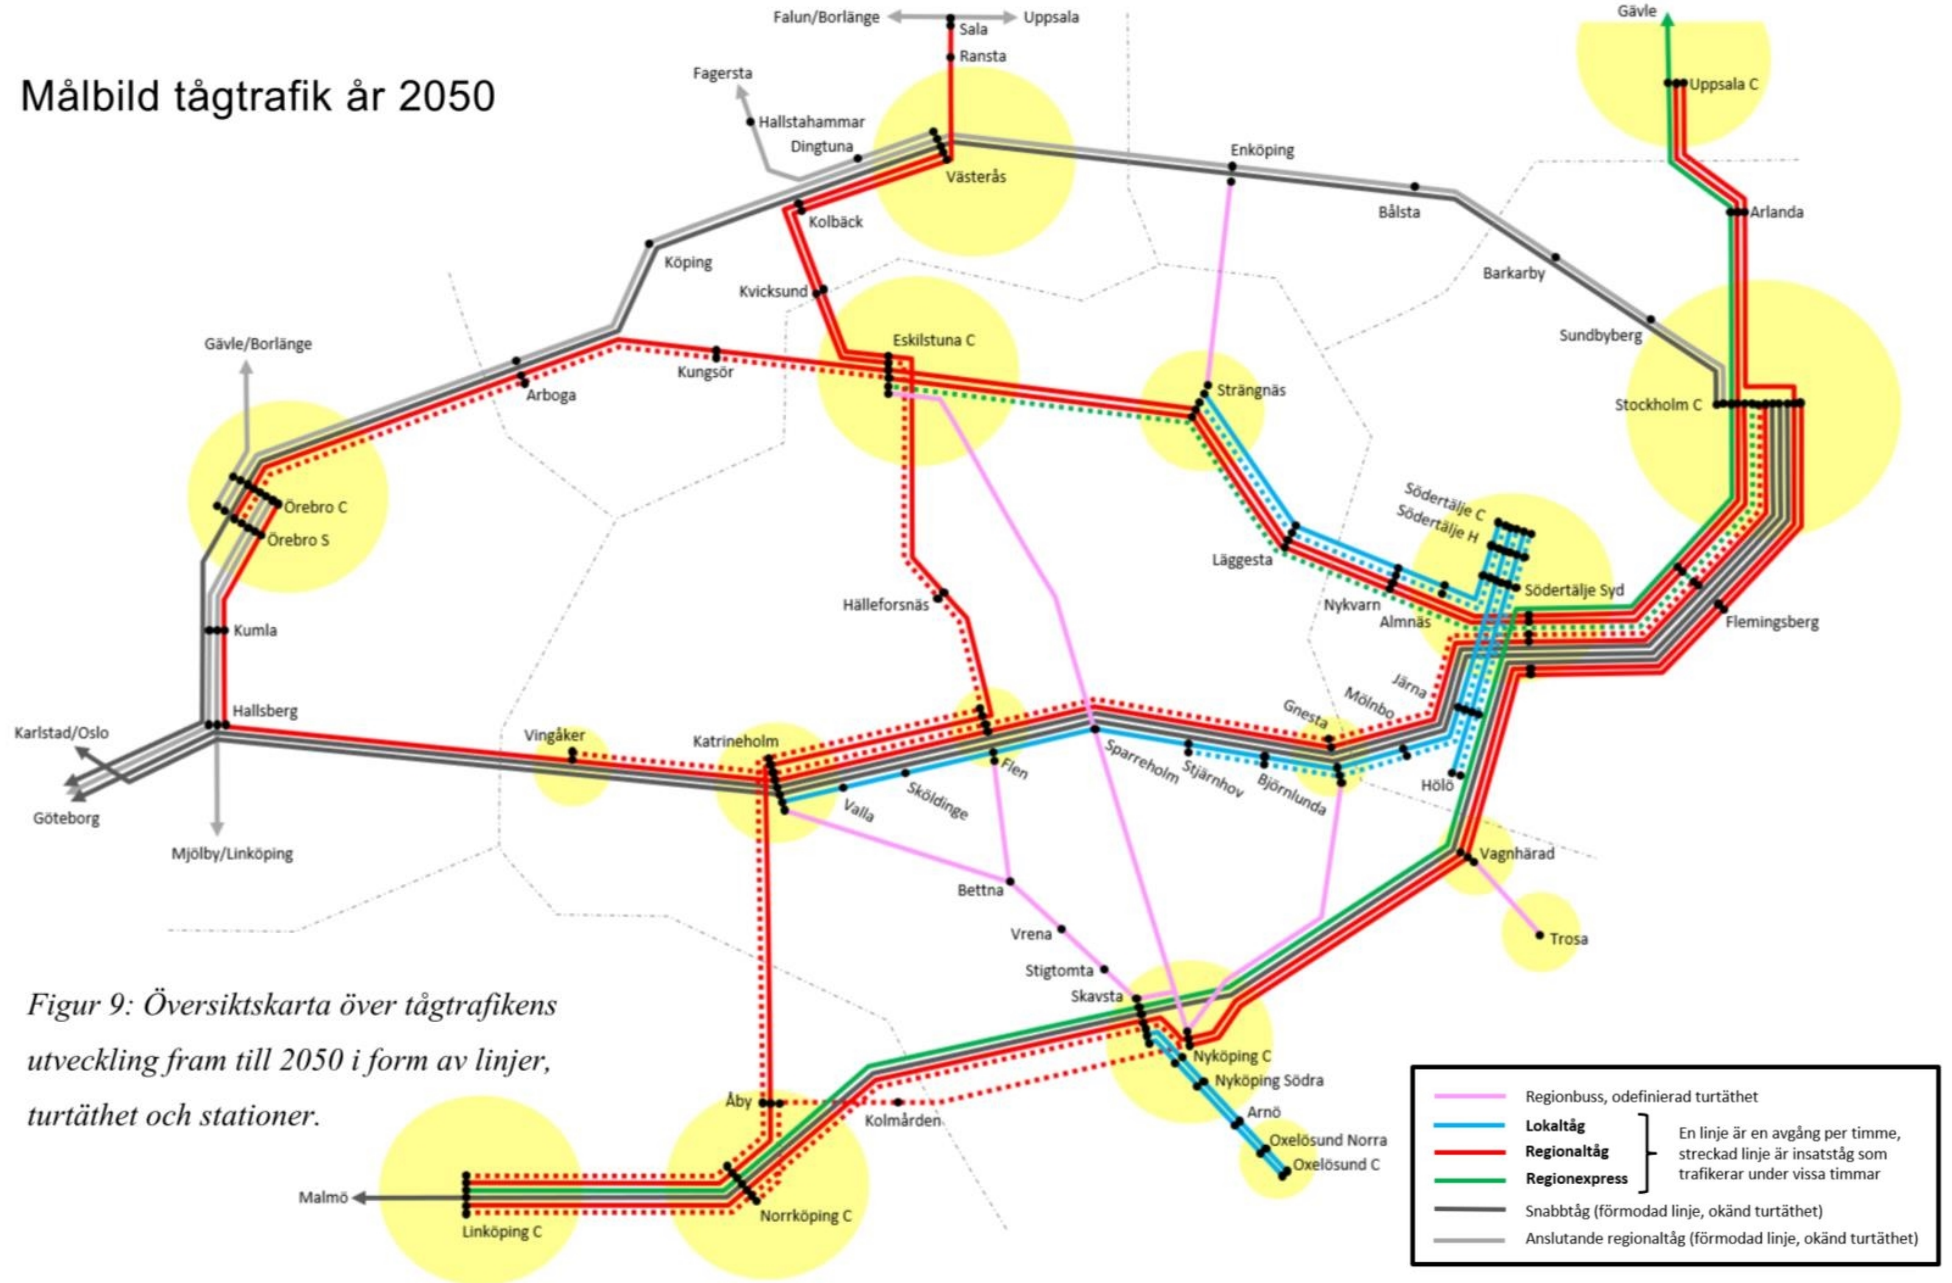 Målbild tågtrafik år 2050
Falun/Borlänge
Uppsala
Sala
Ransta
Gävle
Uppsala C
Fagersta
Hallstahammar
Dingtuna
Västerås
Enköping
Bålsta
Arlanda
Kolbäck
Köping
Kvicksund
Barkarby
Sundbyberg
Gävle/Borlänge
Eskilstuna C
Kungsör
Arboga
Strängnäs
Stockholm C
Örebro C
Örebro S
Södertälje C
Södertälje H
Läggesta
Södertälje Syd
Nykvarn
Almnäs
Hälleforsnäs
Flemingsberg
Kumla
Järna
Mölnbo
Gnesta
Hallsberg
Karlstad/Oslo
Vingåker
Katrineholm
Flen
Sparreholm
Stjärnhov
Björnlunda
Hölö
Valla
Sköldinge
Göteborg
Mjölby/Linköping
Vagnhärad
Bettna
Vrena
Trosa
Stigtomta
Skavsta
Nyköping C
Nyköping Södra
Åby
Kolmården
Arnö
Oxelösund Norra
Oxelösund C
Malmö
Linköping C
Norrköping C
Figur 9: Översiktskarta över tågtrafikens
utveckling fram till 2050 i form av linjer,
turtäthet och stationer.
Regionbuss, odefinierad turtäthet
Lokaltåg
Regionaltåg
Regionexpress
En linje är en avgång per timme,
streckad linje är insatståg som
trafikerar under vissa timmar
Snabbtåg (förmodad linje, okänd turtäthet)
Anslutande regionaltåg (förmodad linje, okänd turtäthet)